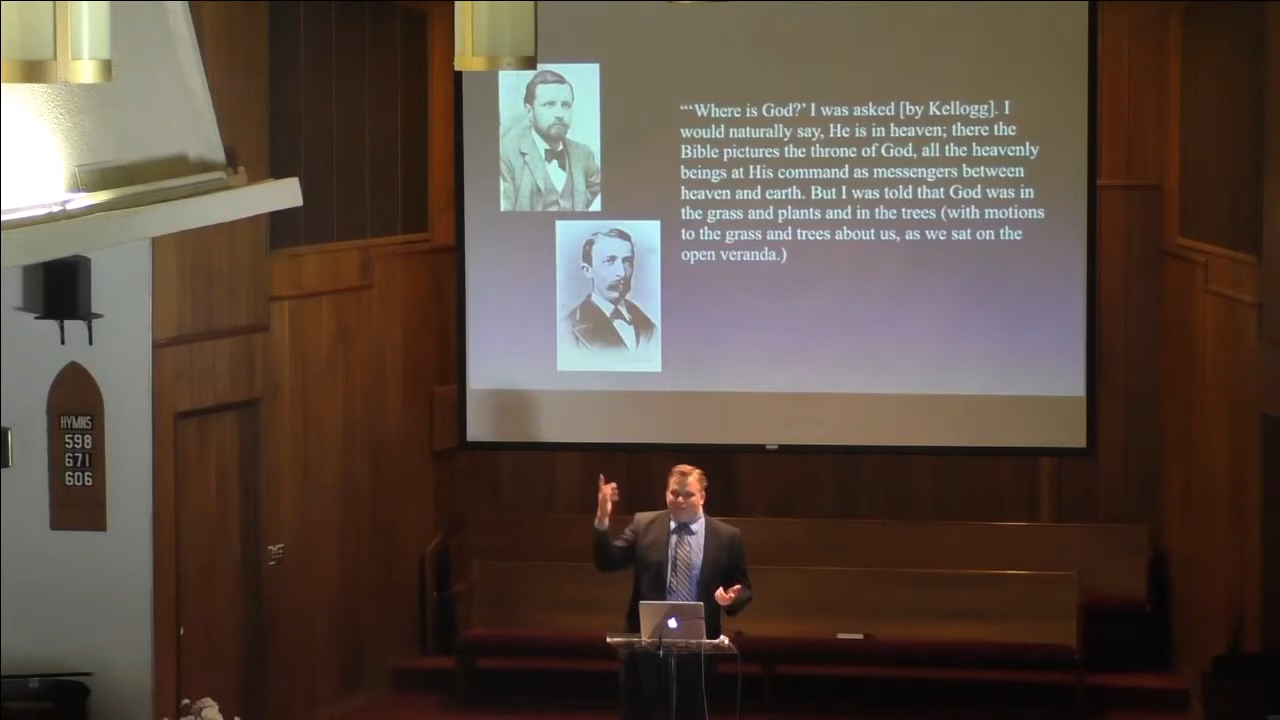 “‘Where is God?’ I was asked [by Kellogg]. I
would naturally say, He is in heaven; there the
Bible pictures the throne of God, all the heavenly
beings at His command as messengers between
heaven and earth. But I was told that God was in
the grass and plants and in the trees (with motions
to the grass and trees about us, as we sat on the
open veranda.)
HYMNS
598
671
606